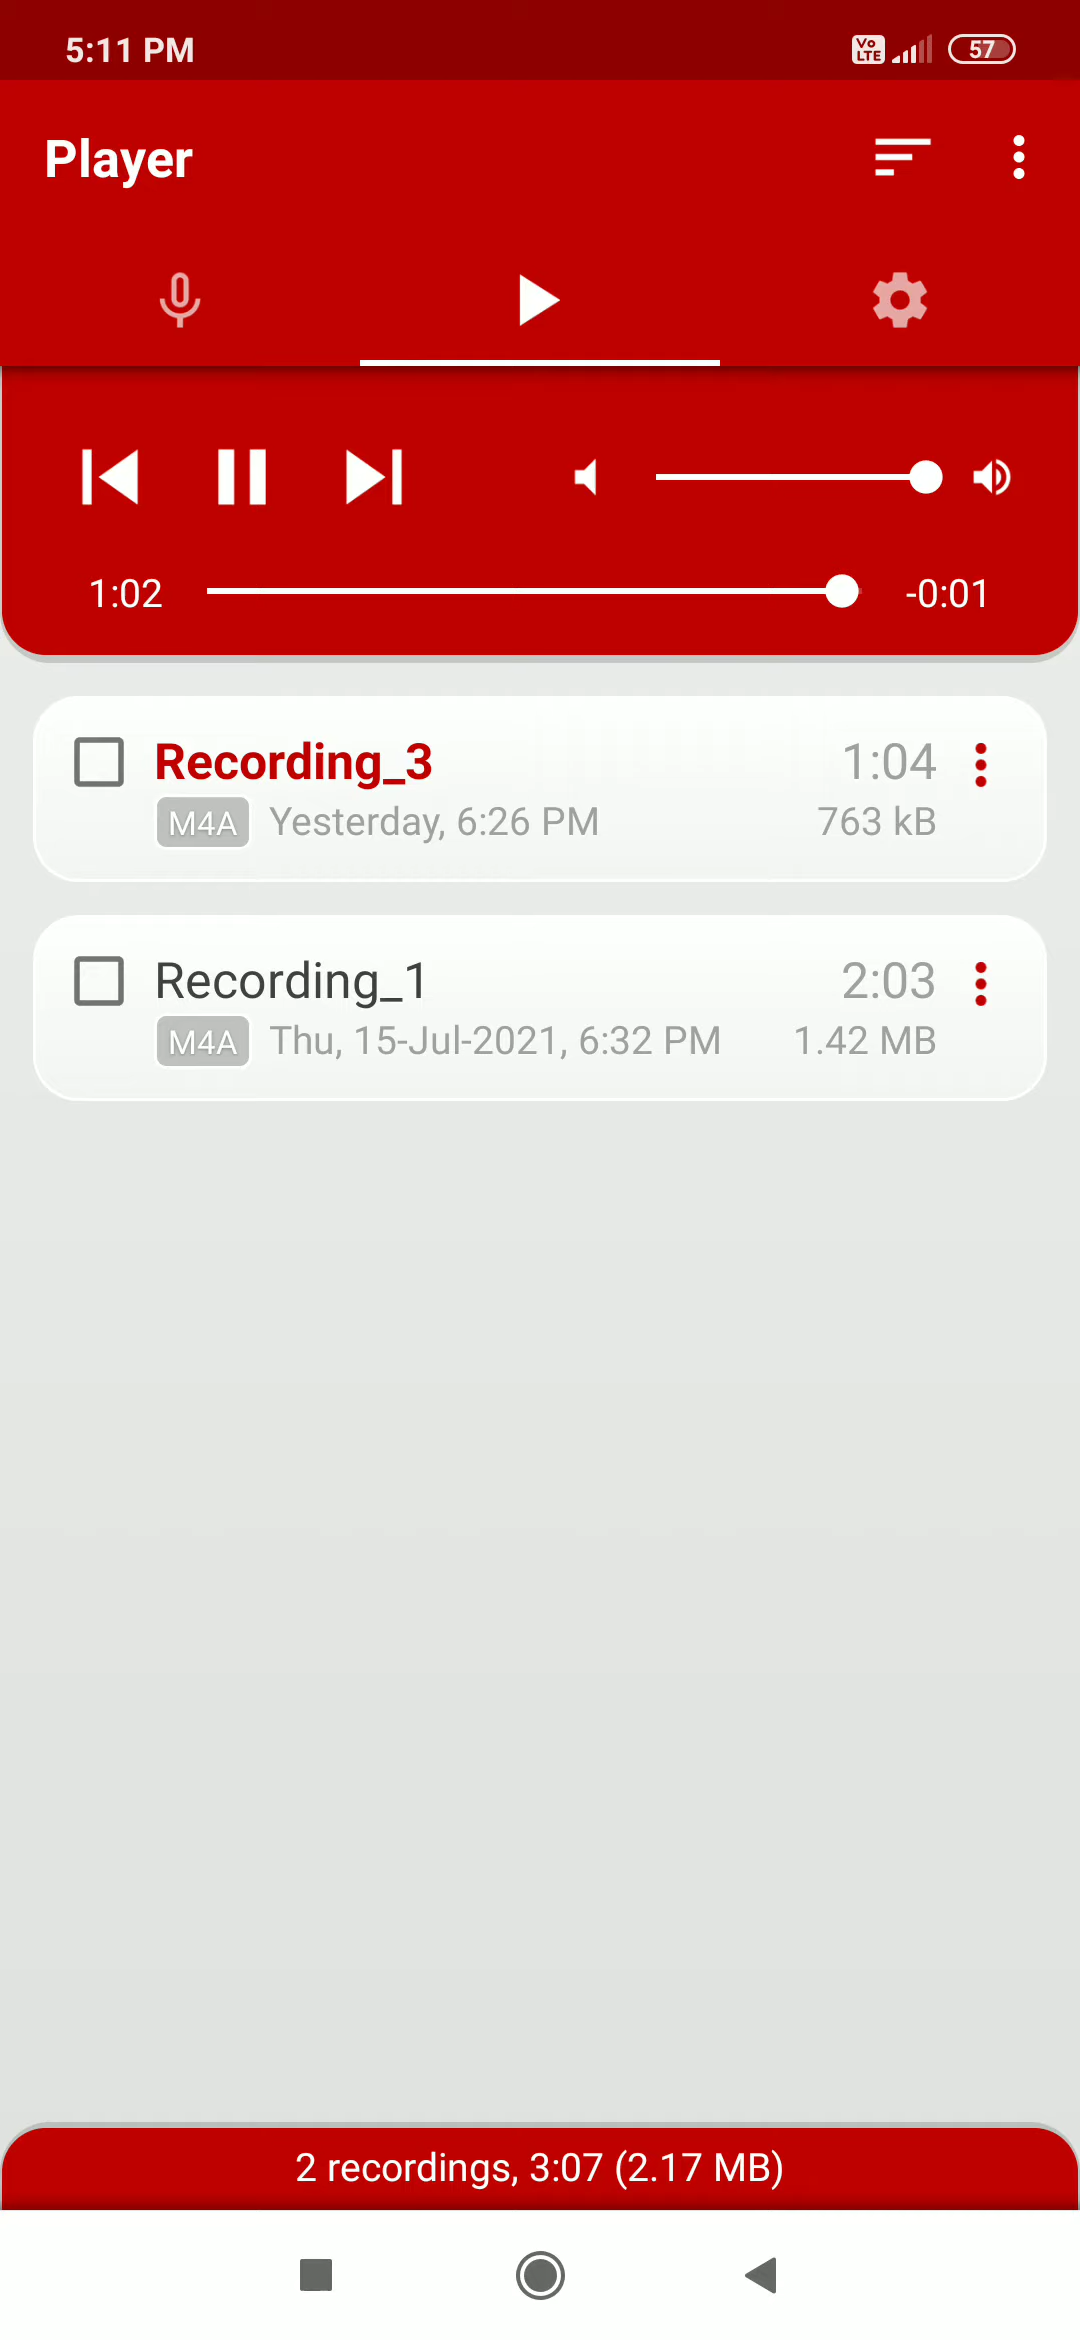 5:11 PM Vo LTE 57
Player
1:02 -0:01
Recording_3 1:04
M4A Yesterday, 6:26 PM 763 kB
Recording_1 2:03
M4A Thu, 15-Jul-2021, 6:32 PM 1.42 MB
2 recordings, 3:07 (2.17 MB)